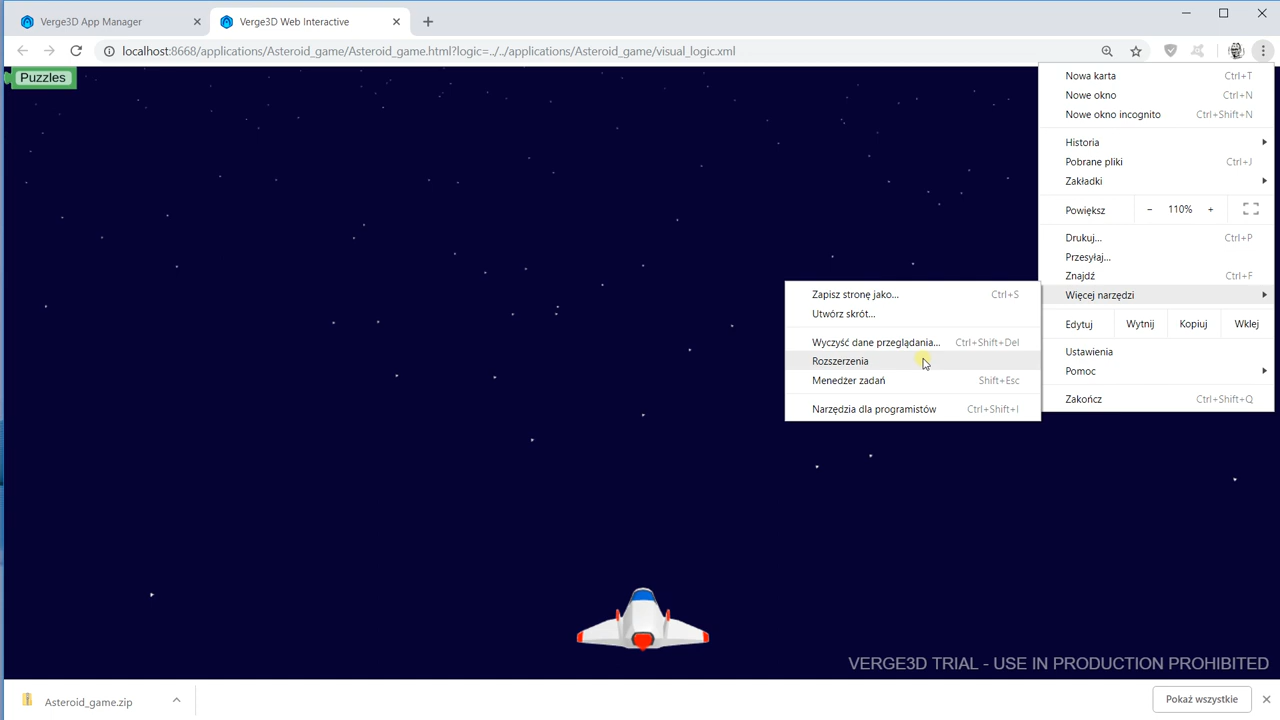 Verge3D App Manager
Verge3D Web Interactive
localhost:8668/applications/Asteroid_game/Asteroid_game.html?logic=../../applications/Asteroid_game/visual_logic.xml
Puzzles
Nowa karta Ctrl+T
Nowe okno Ctrl+N
Nowe okno incognito Ctrl+Shift+N
Historia
Pobrane pliki Ctrl+J
Zakładki
Powiększ - 110% +
Drukuj... Ctrl+P
Przesyłaj...
Znajdź Ctrl+F
Więcej narzędzi
Edytuj Wytnij Kopiuj Wklej
Ustawienia
Pomoc
Zakończ Ctrl+Shift+Q
Zapisz stronę jako... Ctrl+S
Utwórz skrót...
Wyczyść dane przeglądania... Ctrl+Shift+Del
Rozszerzenia
Menedżer zadań Shift+Esc
Narzędzia dla programistów Ctrl+Shift+I
VERGE3D TRIAL - USE IN PRODUCTION PROHIBITED
Asteroid_game.zip
Pokaż wszystkie